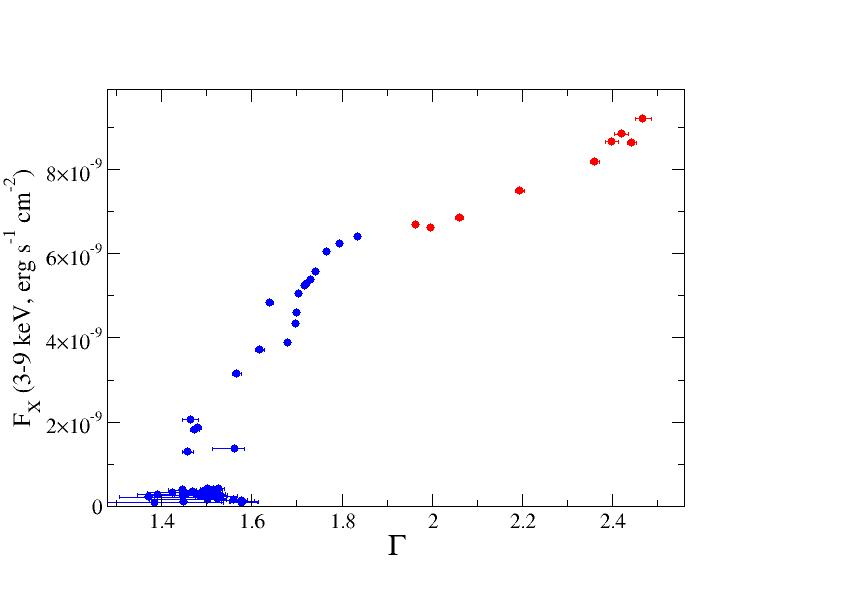 8×10⁻⁹
6×10⁻⁹
4×10⁻⁹
2×10⁻⁹
0
F_X (3-9 keV, erg s⁻¹ cm⁻²)
1.4 1.6 1.8 2 2.2 2.4
Γ